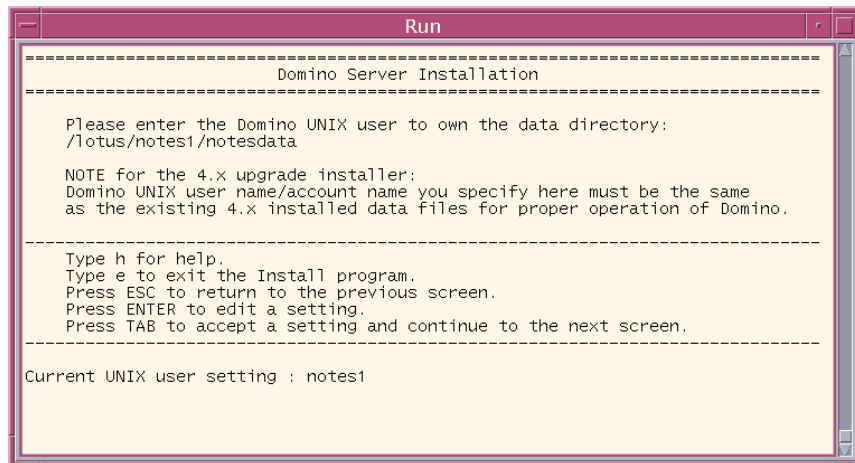 Run
===============================================================================
Domino Server Installation
===============================================================================
Please enter the Domino UNIX user to own the data directory:
/lotus/notes1/notesdata
NOTE for the 4.x upgrade installer:
Domino UNIX user name/account name you specify here must be the same
as the existing 4.x installed data files for proper operation of Domino.
-------------------------------------------------------------------------------
Type h for help.
Type e to exit the Install program.
Press ESC to return to the previous screen.
Press ENTER to edit a setting.
Press TAB to accept a setting and continue to the next screen.
-------------------------------------------------------------------------------
Current UNIX user setting : notes1